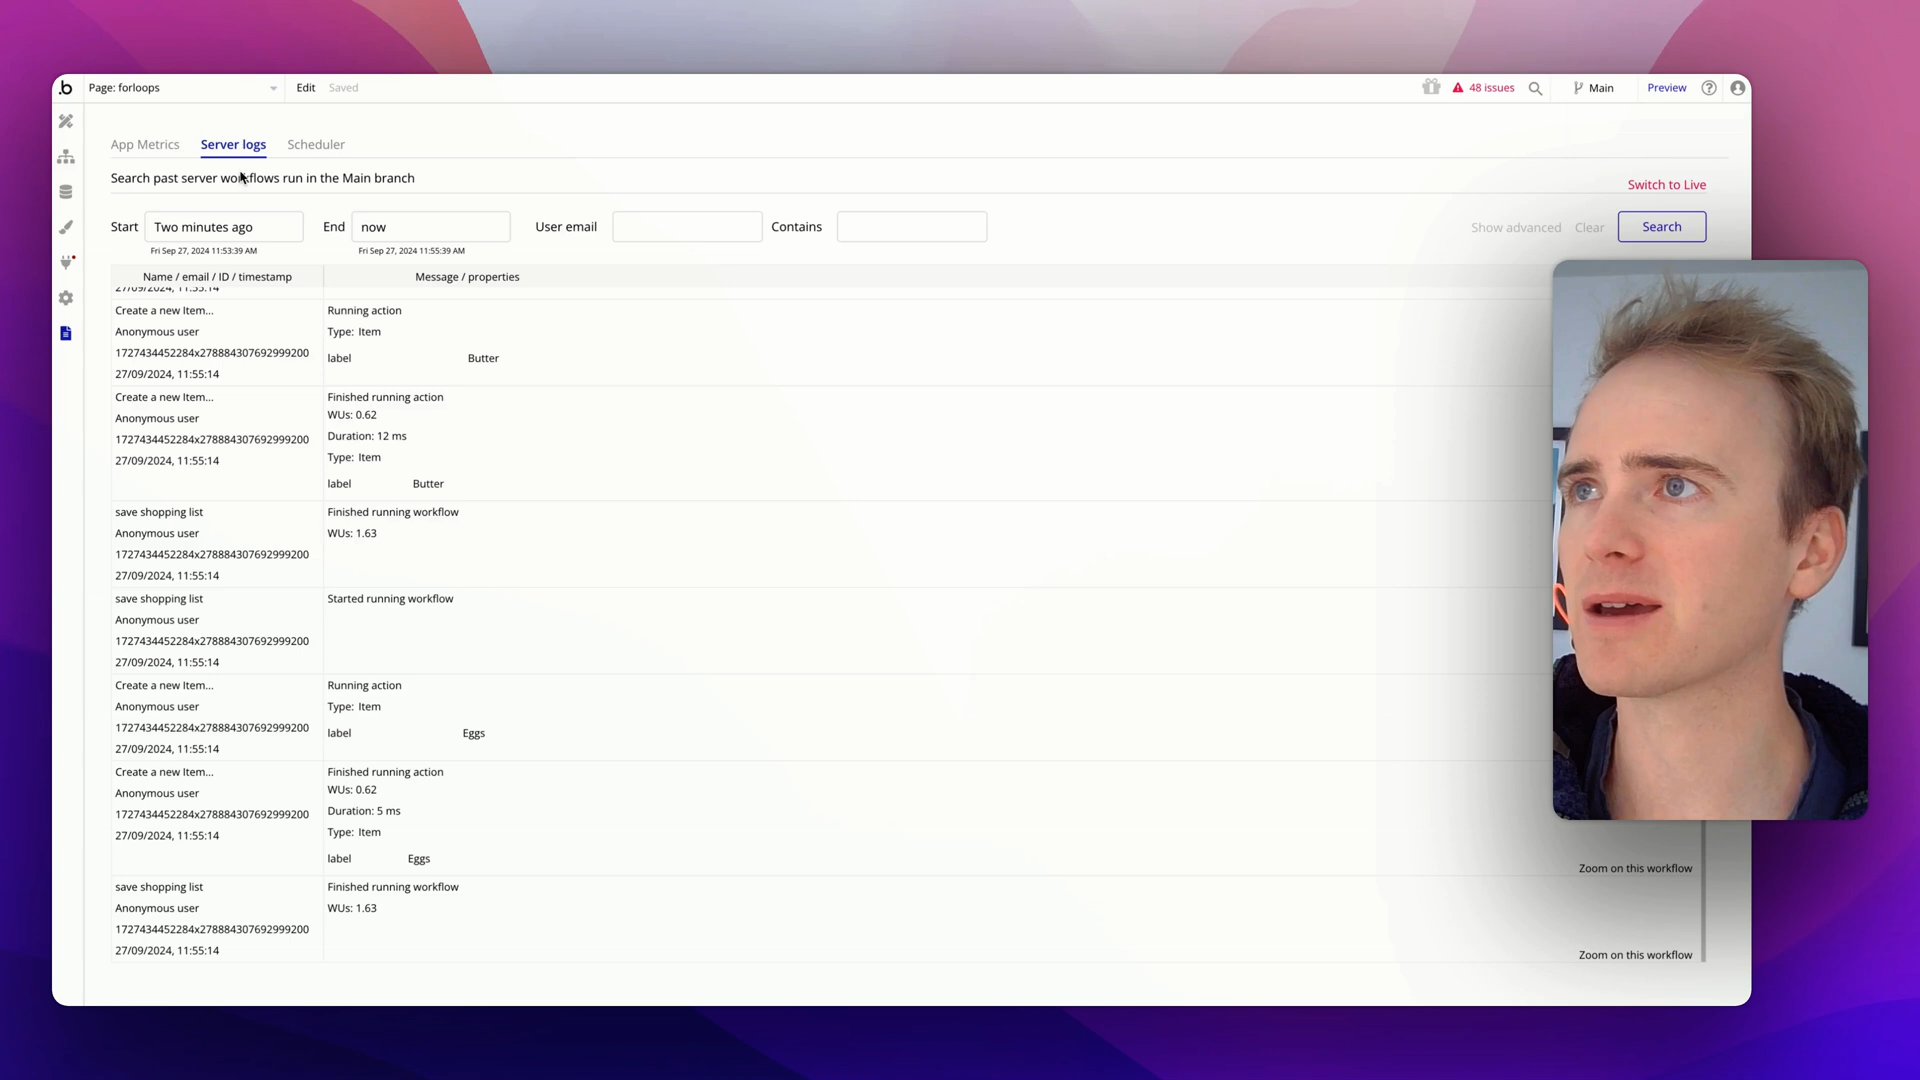 .b Page: forloops Edit Saved 48 issues Main Preview ?
App Metrics Server logs Scheduler
Search past server workflows run in the Main branch
Switch to Live
Start Two minutes ago End now User email Contains Show advanced Clear Search
Fri Sep 27, 2024 11:53:39 AM Fri Sep 27, 2024 11:55:39 AM
Name / email / ID / timestamp Message / properties
27/09/2024, 11:55:14
Create a new Item... Running action
Anonymous user Type: Item
1727434452284x278884307692999200 label Butter
27/09/2024, 11:55:14
Create a new Item... Finished running action
Anonymous user WUs: 0.62
1727434452284x278884307692999200 Duration: 12 ms
27/09/2024, 11:55:14 Type: Item
label Butter
save shopping list Finished running workflow
Anonymous user WUs: 1.63
1727434452284x278884307692999200
27/09/2024, 11:55:14
save shopping list Started running workflow
Anonymous user
1727434452284x278884307692999200
27/09/2024, 11:55:14
Create a new Item... Running action
Anonymous user Type: Item
1727434452284x278884307692999200 label Eggs
27/09/2024, 11:55:14
Create a new Item... Finished running action
Anonymous user WUs: 0.62
1727434452284x278884307692999200 Duration: 5 ms
27/09/2024, 11:55:14 Type: Item
label Eggs
Zoom on this workflow
save shopping list Finished running workflow
Anonymous user WUs: 1.63
1727434452284x278884307692999200
27/09/2024, 11:55:14
Zoom on this workflow